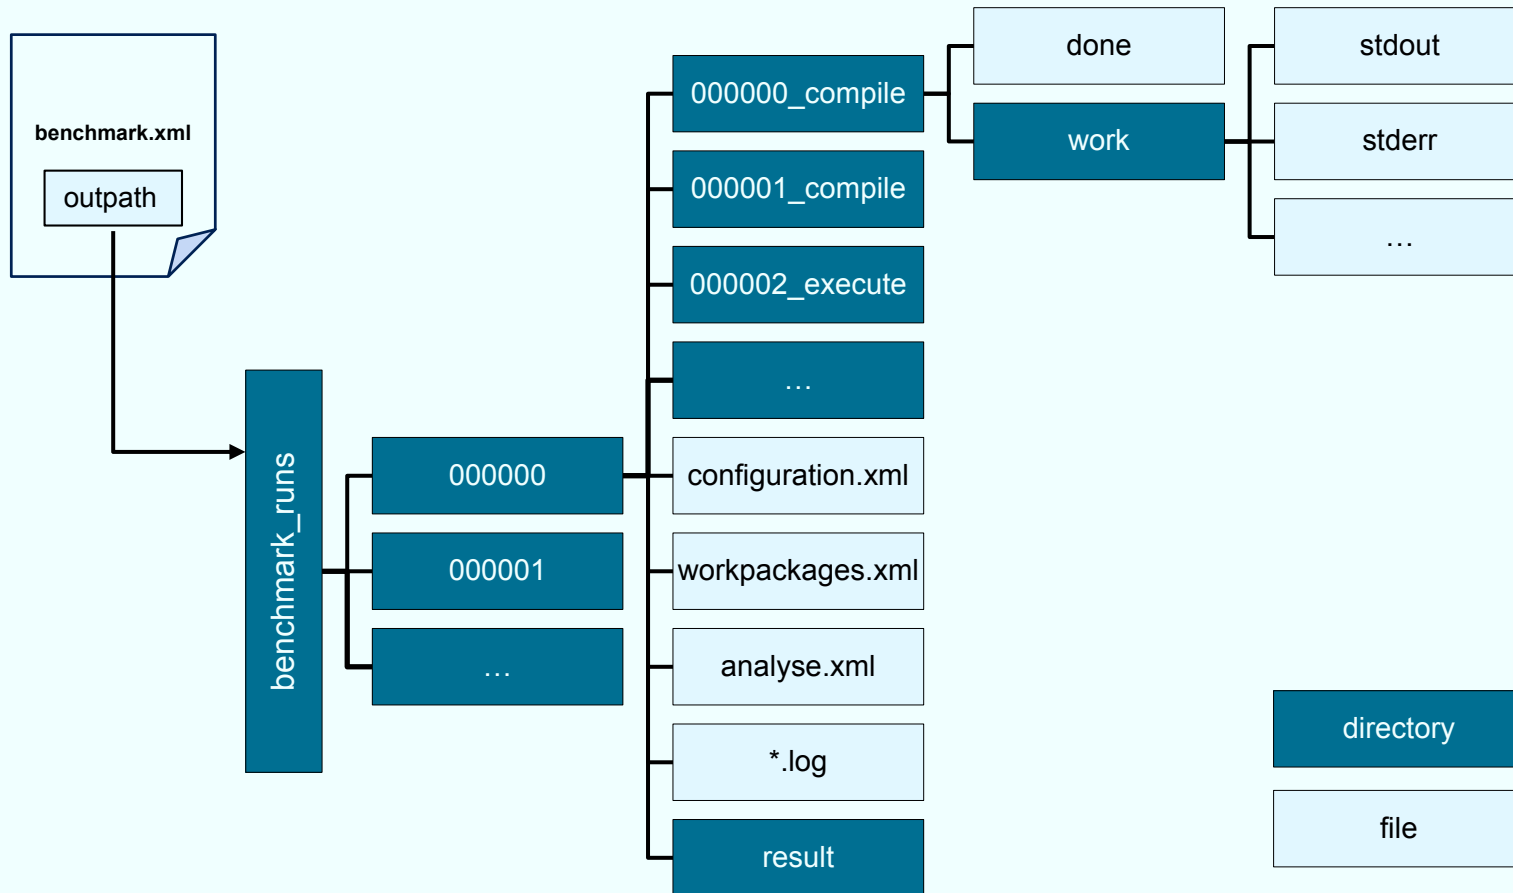 benchmark.xml
outpath
benchmark_runs
000000
000001
…
000000_compile
000001_compile
000002_execute
…
configuration.xml
workpackages.xml
analyse.xml
*.log
result
done
work
stdout
stderr
…
directory
file